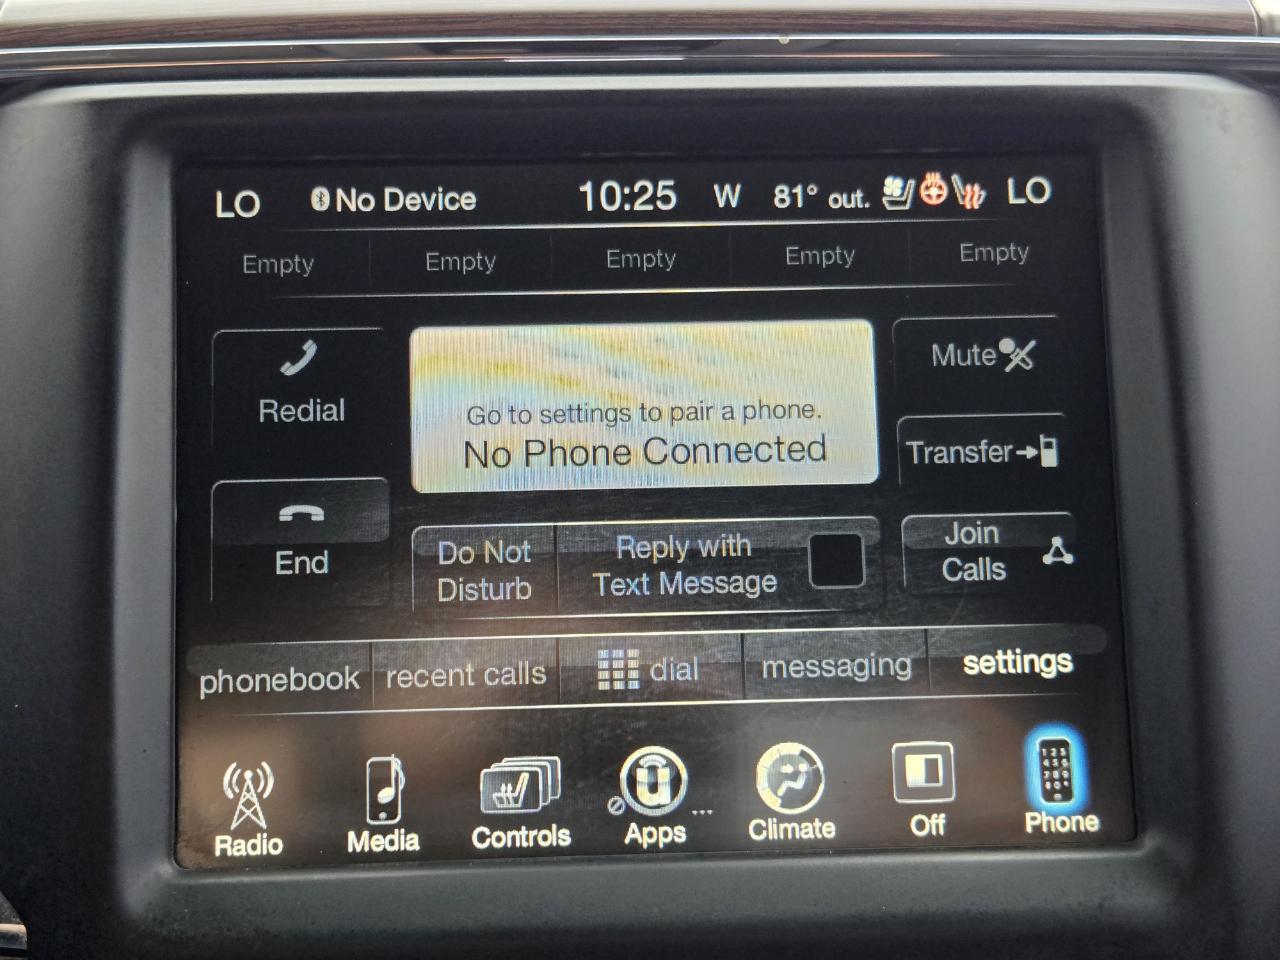 LO No Device 10:25 W 81° out. LO
Empty Empty Empty Empty Empty
Redial
Go to settings to pair a phone.
No Phone Connected
Mute
Transfer
End
Do Not
Disturb
Reply with
Text Message
Join
Calls
phonebook recent calls dial messaging settings
Radio Media Controls Apps ... Climate Off Phone